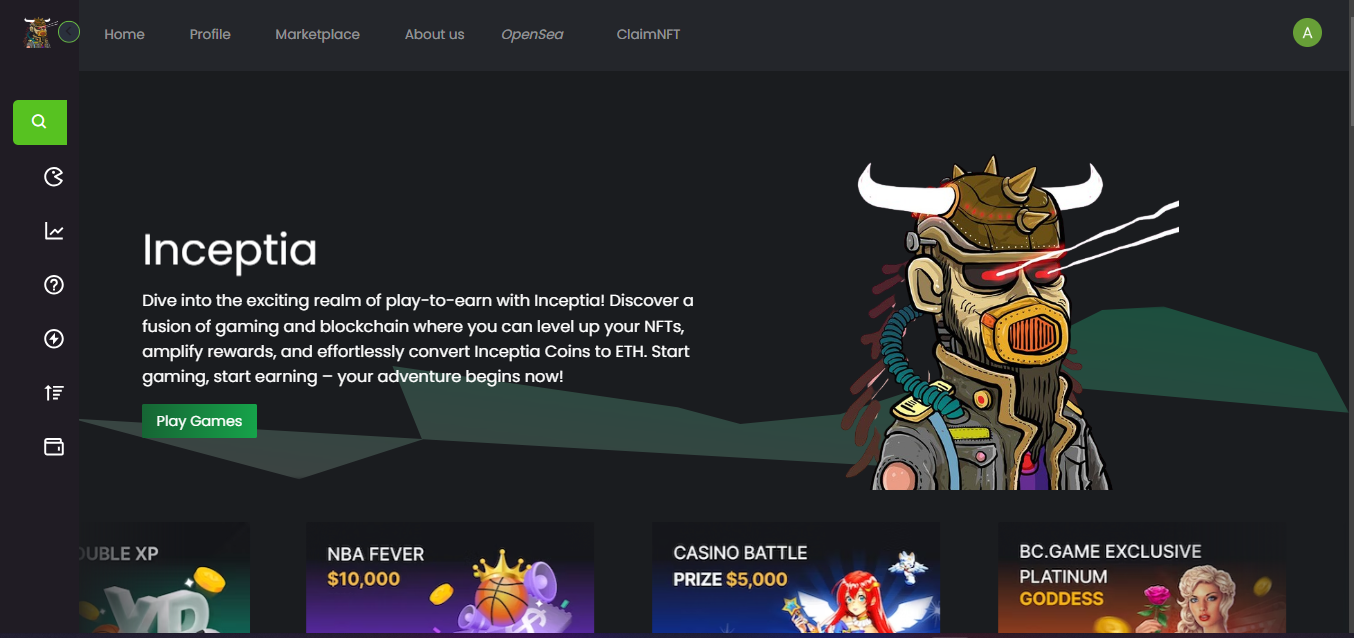 Home Profile Marketplace About us OpenSea ClaimNFT
A
Inceptia
Dive into the exciting realm of play-to-earn with Inceptia! Discover a
fusion of gaming and blockchain where you can level up your NFTs,
amplify rewards, and effortlessly convert Inceptia Coins to ETH. Start
gaming, start earning – your adventure begins now!
Play Games
OUBLE XP
XP
NBA FEVER
$10,000
CASINO BATTLE
PRIZE $5,000
BC.GAME EXCLUSIVE
PLATINUM
GODDESS